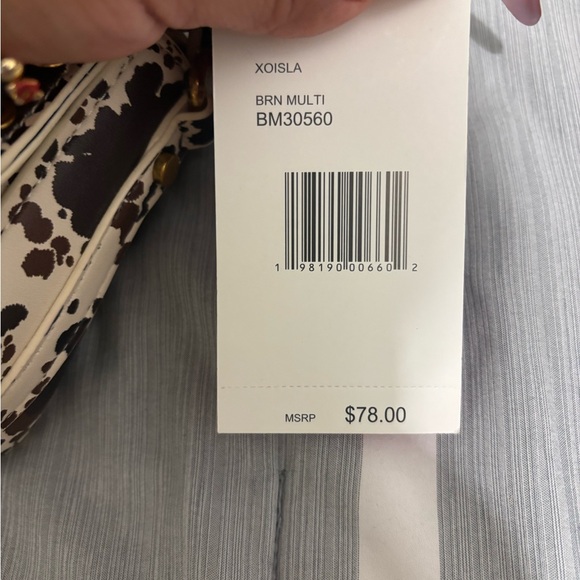 XOISLA
BRN MULTI
BM30560
1 98190 00660 2
MSRP $78.00